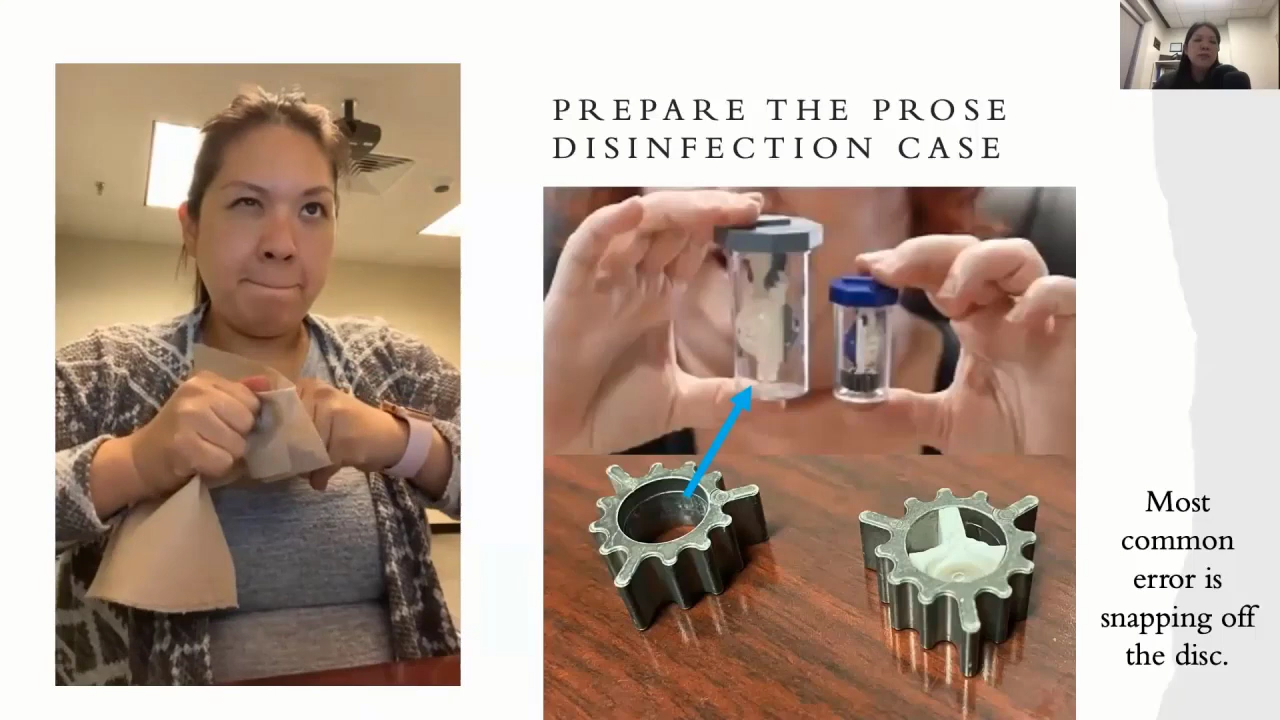 PREPARE THE PROSE
DISINFECTION CASE
Most
common
error is
snapping off
the disc.